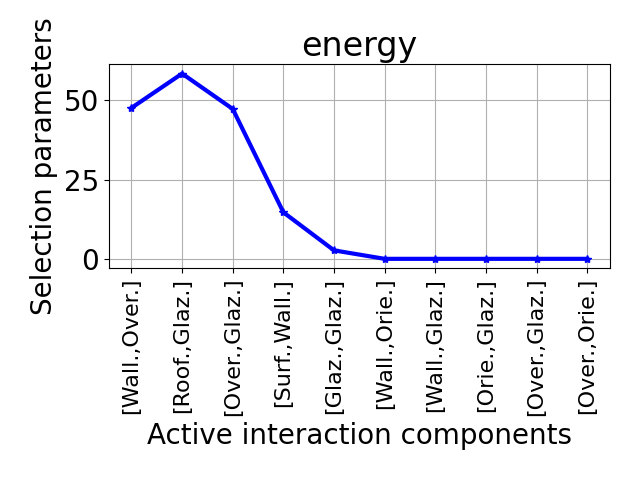 energy
Selection parameters
50
25
0
[Wall.,Over.]
[Roof.,Glaz.]
[Over.,Glaz.]
[Surf.,Wall.]
[Glaz.,Glaz.]
[Wall.,Orie.]
[Wall.,Glaz.]
[Orie.,Glaz.]
[Over.,Glaz.]
[Over.,Orie.]
Active interaction components